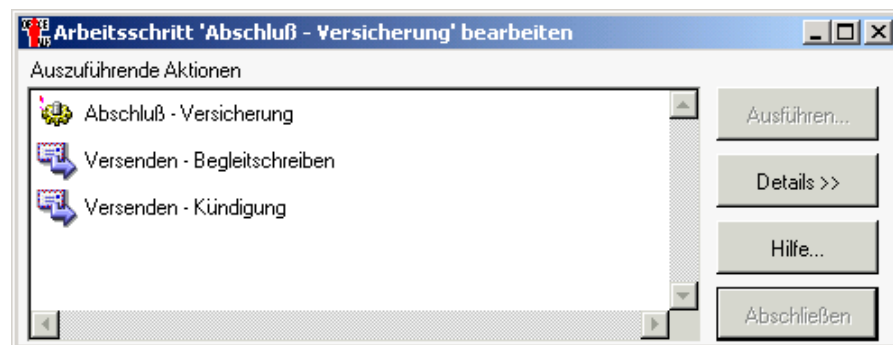 Arbeitsschritt 'Abschluß - Versicherung' bearbeiten
Auszuführende Aktionen
Abschluß - Versicherung
Versenden - Begleitschreiben
Versenden - Kündigung
Ausführen...
Details >>
Hilfe...
Abschließen